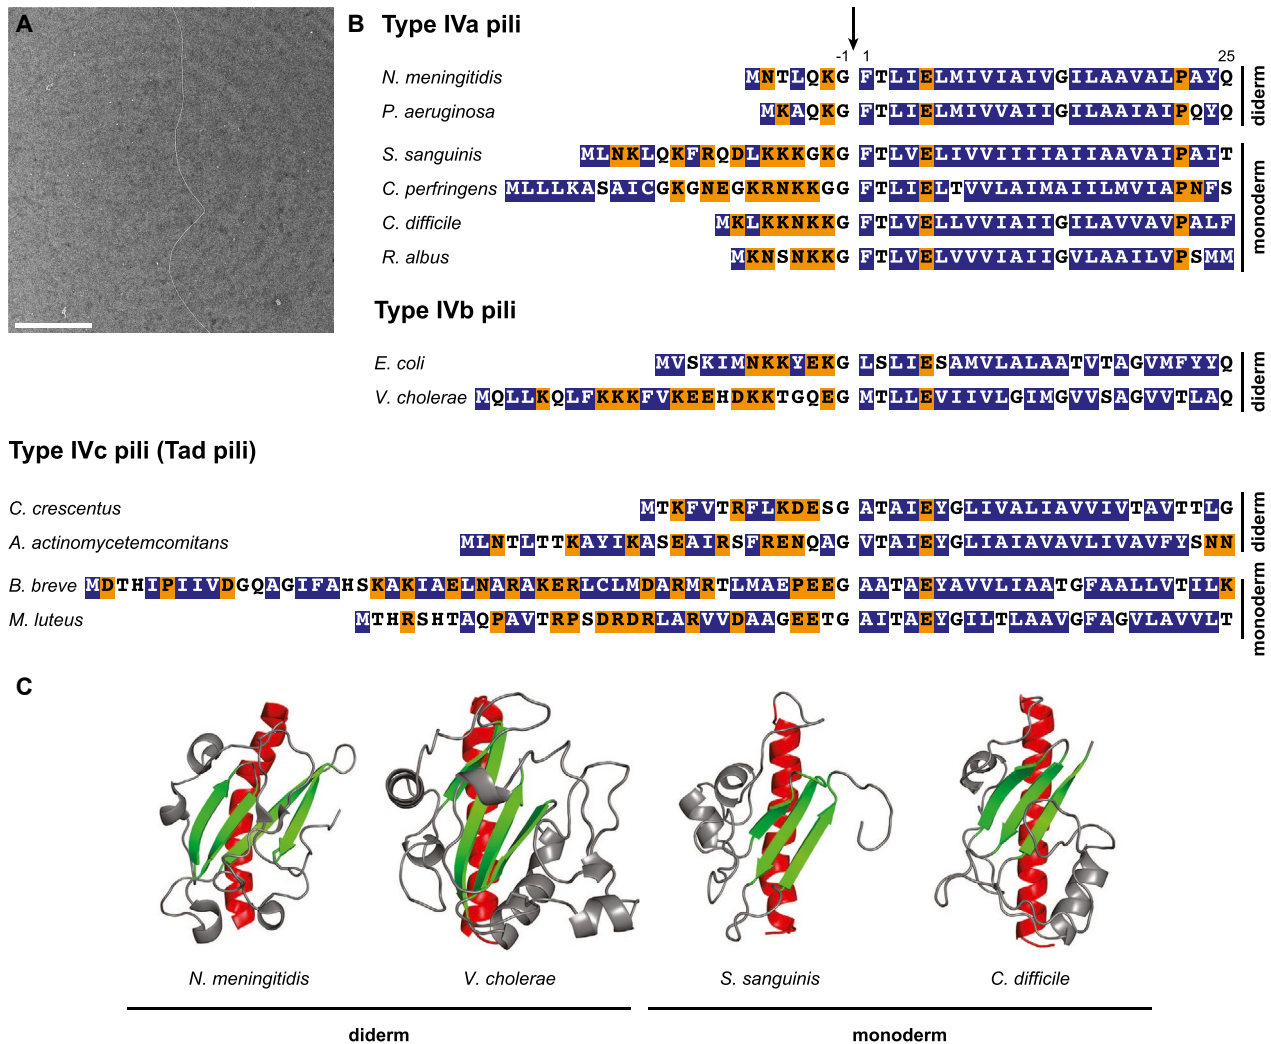 A
B Type IVa pili
-1 1 25
N. meningitidis MNTLQKG FTLIELMIVIAIVGILAAVALPAYQ
P. aeruginosa MKAQKG FTLIELMIVVAIIGILAAIAIPQYQ
diderm
S. sanguinis MLNKLQKFRQDLKKKGKG FTLVELIVVIIIIAIIAAVAIPAIT
C. perfringens MLLLKASAICGKGNEGKRNKKGG FTLIELTVVLAIMAIILMVIAPNFS
C. difficile MKLKKNKKG FTLVELLVVIAIIGILAVVAVPALF
R. albus MKNSNKKG FTLVELVVVIAIIGVLAAILVPSMM
monoderm
Type IVb pili
E. coli MVSKIMNKKYEKG LSLIESAMVLALAATVTAGVMFYYQ
V. cholerae MQLLKQLFKKKFVKEEHDKKTGQEG MTLLEVIIVLGIMGVVSAGVVTLAQ
diderm
Type IVc pili (Tad pili)
C. crescentus MTKFVTRFLKDESG ATAIEYGLIVALIAVVIVTAVTTLG
A. actinomycetemcomitans MLNTLTTKAYIKASEAIRSFRENQAG VTAIEYGLIAIAVAVLIVAVFYSNN
diderm
B. breve MDTHIPIIVDGQAGIFAHSKAKIAELNARAKERLCLMDARMRTLMAEPEEG AATAEYAVVLIAATGFAALLVTILK
M. luteus MTHRSHTAQPAVTRPSDRDRLARVVDAAGEETG AITAEYGILTLAAVGFAGVLAVVLT
monoderm
C
N. meningitidis V. cholerae S. sanguinis C. difficile
diderm monoderm